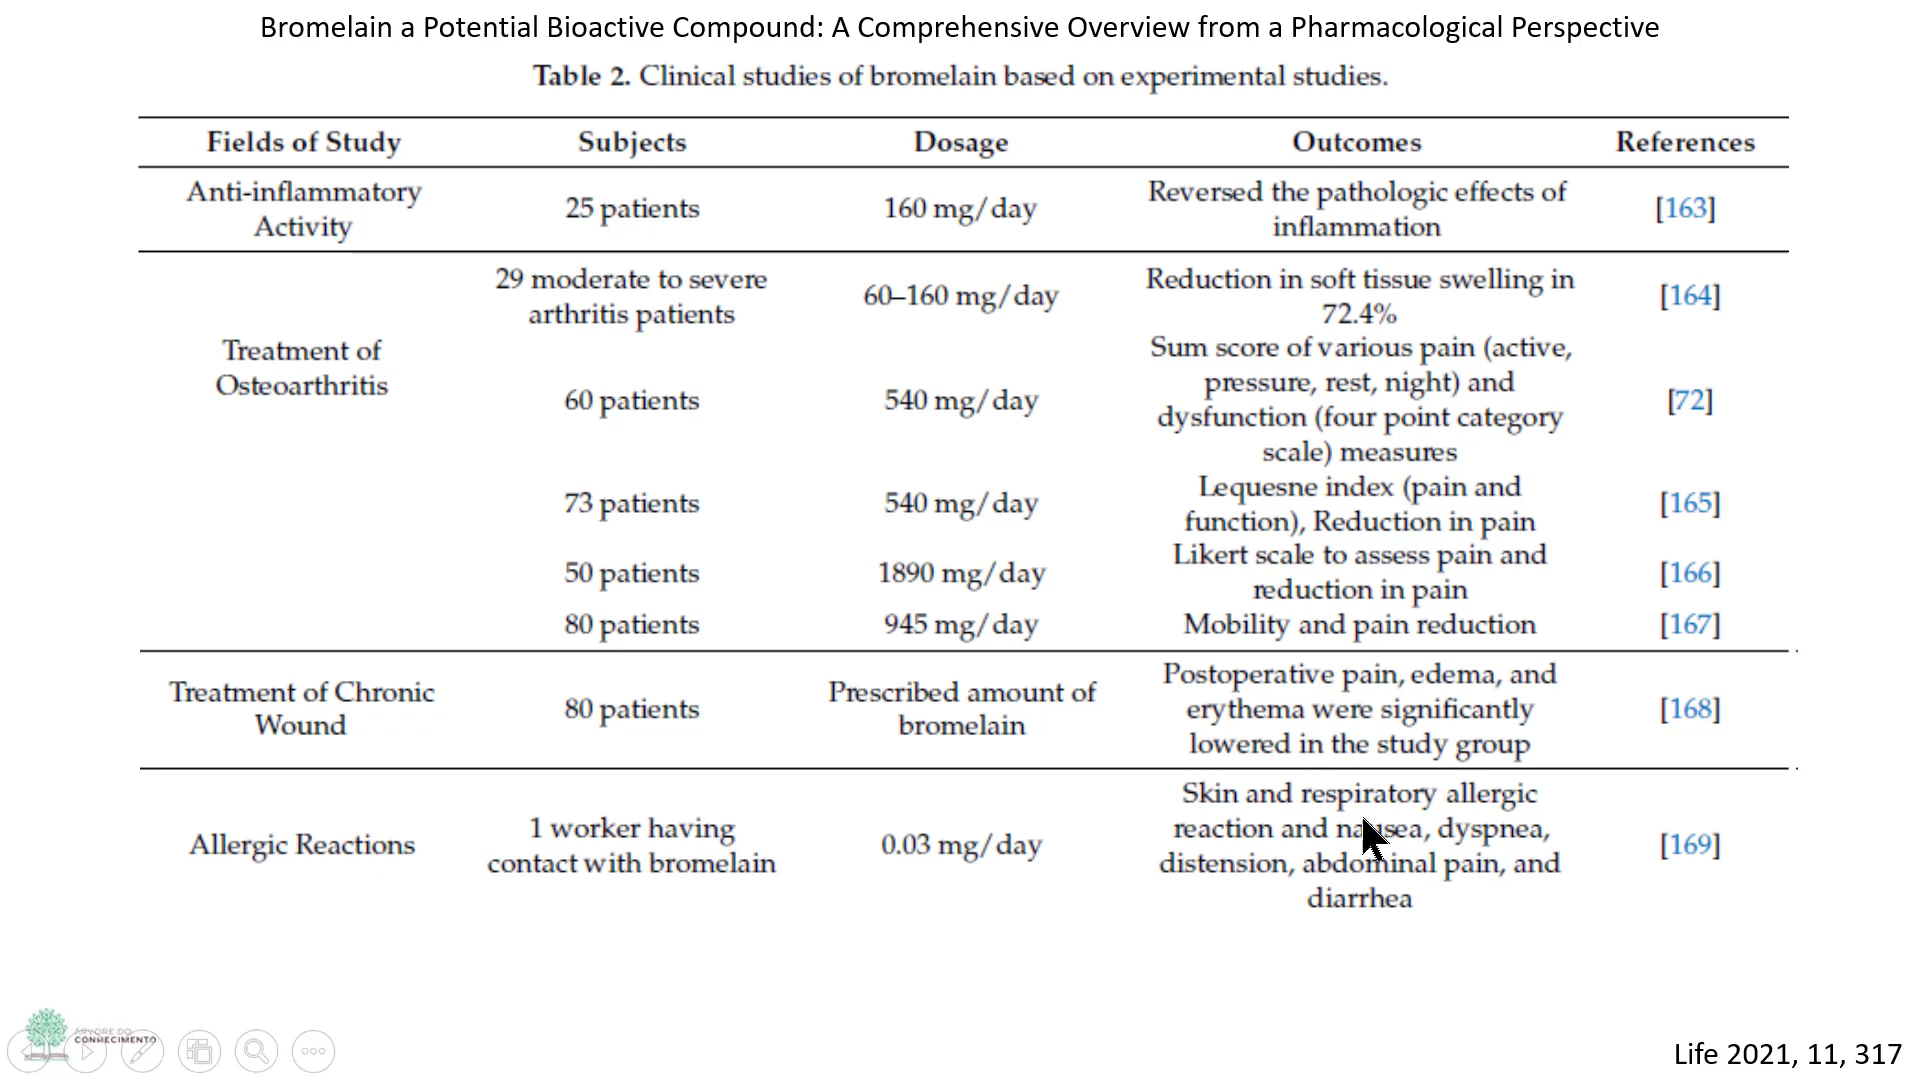 Bromelain a Potential Bioactive Compound: A Comprehensive Overview from a Pharmacological Perspective
Table 2. Clinical studies of bromelain based on experimental studies.
Fields of Study Subjects Dosage Outcomes References
Anti-inflammatory
Activity
25 patients
160 mg/day
Reversed the pathologic effects of
inflammation
[163]
Treatment of
Osteoarthritis
29 moderate to severe
arthritis patients
60–160 mg/day
Reduction in soft tissue swelling in
72.4%
[164]
60 patients
540 mg/day
Sum score of various pain (active,
pressure, rest, night) and
dysfunction (four point category
scale) measures
[72]
73 patients
540 mg/day
Lequesne index (pain and
function), Reduction in pain
[165]
50 patients
1890 mg/day
Likert scale to assess pain and
reduction in pain
[166]
80 patients
945 mg/day
Mobility and pain reduction
[167]
Treatment of Chronic
Wound
80 patients
Prescribed amount of
bromelain
Postoperative pain, edema, and
erythema were significantly
lowered in the study group
[168]
Allergic Reactions
1 worker having
contact with bromelain
0.03 mg/day
Skin and respiratory allergic
reaction and nausea, dyspnea,
distension, abdominal pain, and
diarrhea
[169]
ÁRVORE DO
CONHECIMENTO
Life 2021, 11, 317